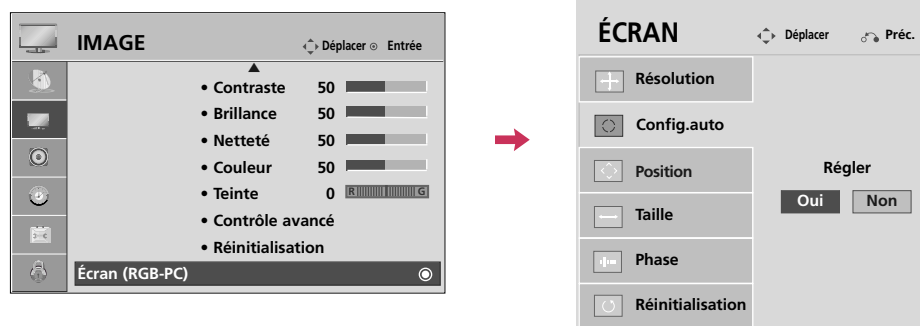 IMAGE
Déplacer Entrée
• Contraste 50
• Brillance 50
• Netteté 50
• Couleur 50
• Teinte 0 R G
• Contrôle avancé
• Réinitialisation
Écran (RGB-PC)
ÉCRAN
Déplacer Préc.
Résolution
Config.auto
Position
Taille
Phase
Réinitialisation
Régler
Oui Non